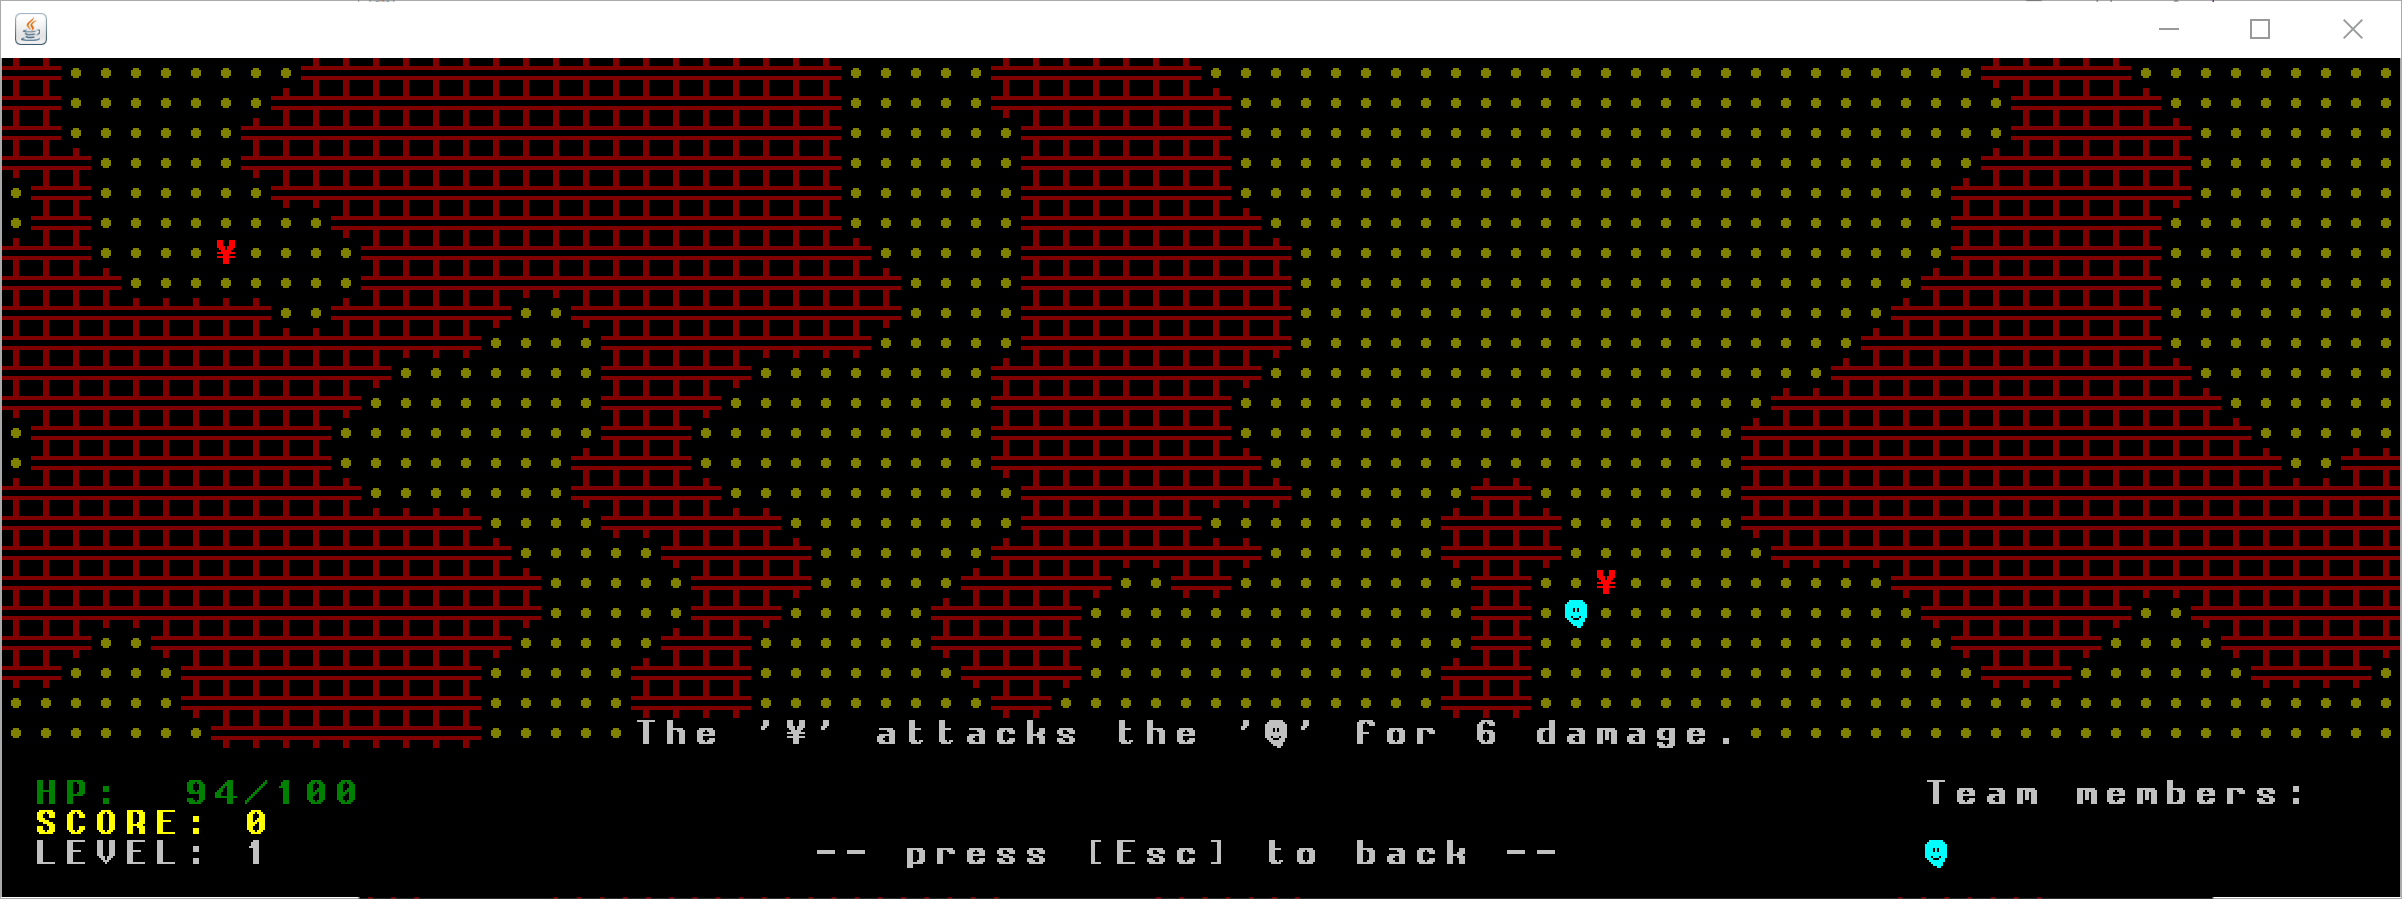 ¥
¥
The '¥' attacks the '☻' for 6 damage.
HP: 94/100
Team members:
SCORE: 0
LEVEL: 1
-- press [Esc] to back --